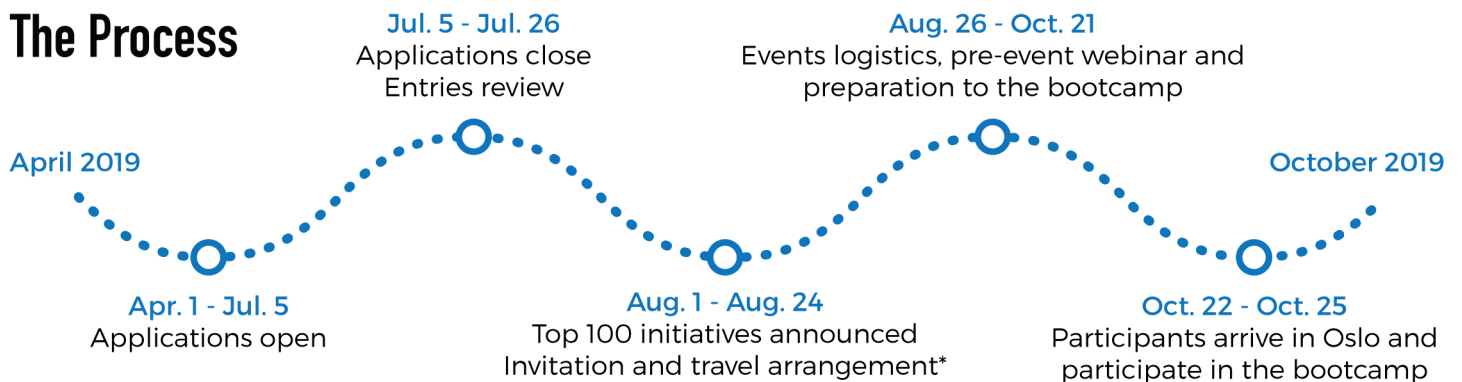 The Process
April 2019
Apr. 1 - Jul. 5
Applications open
Jul. 5 - Jul. 26
Applications close
Entries review
Aug. 1 - Aug. 24
Top 100 initiatives announced
Invitation and travel arrangement*
Aug. 26 - Oct. 21
Events logistics, pre-event webinar and
preparation to the bootcamp
Oct. 22 - Oct. 25
Participants arrive in Oslo and
participate in the bootcamp
October 2019